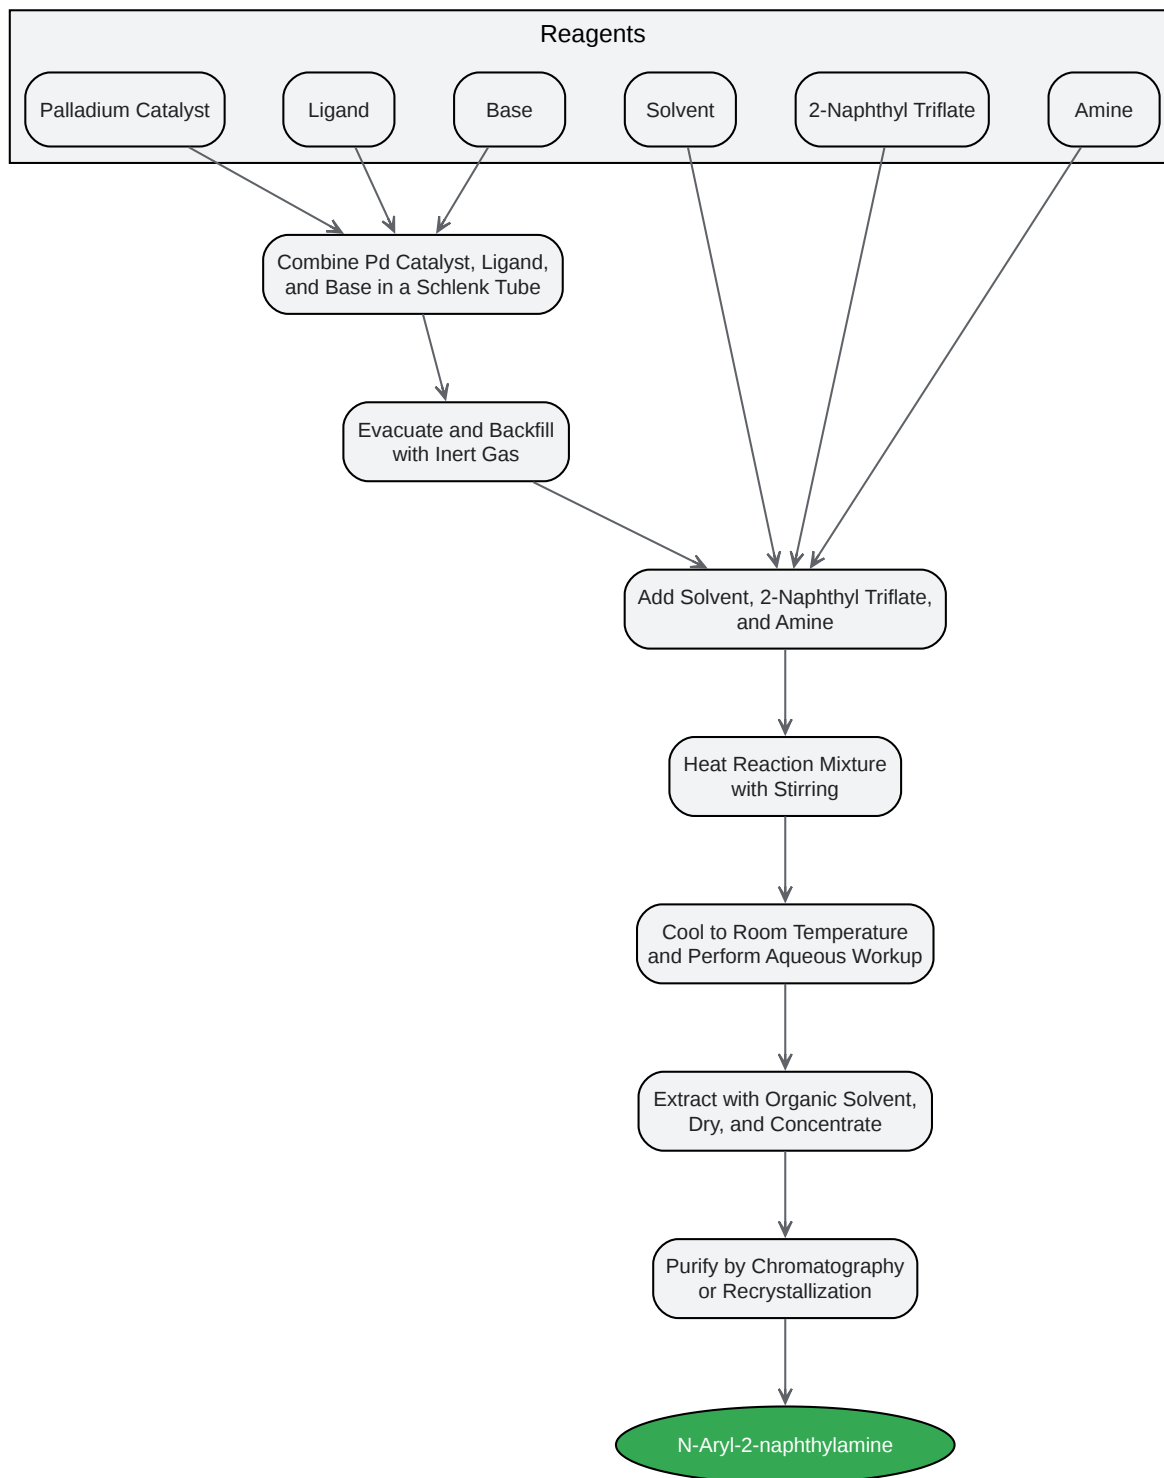 Reagents
Palladium Catalyst
Ligand
Base
Solvent
2-Naphthyl Triflate
Amine
Combine Pd Catalyst, Ligand,
and Base in a Schlenk Tube
Evacuate and Backfill
with Inert Gas
Add Solvent, 2-Naphthyl Triflate,
and Amine
Heat Reaction Mixture
with Stirring
Cool to Room Temperature
and Perform Aqueous Workup
Extract with Organic Solvent,
Dry, and Concentrate
Purify by Chromatography
or Recrystallization
N-Aryl-2-naphthylamine